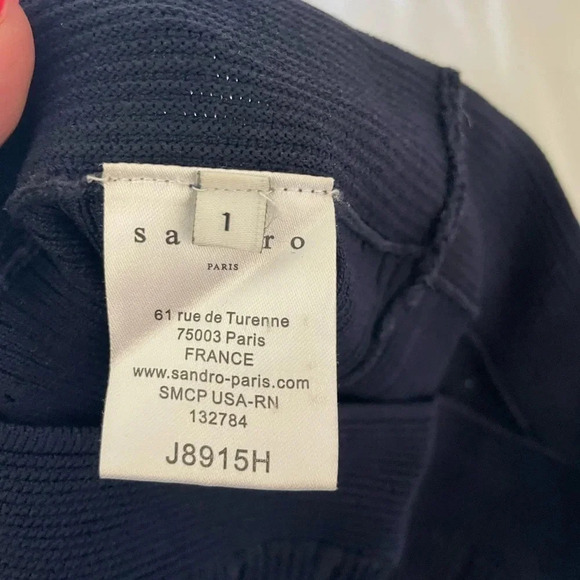 1
sa ro
PARIS
61 rue de Turenne
75003 Paris
FRANCE
www.sandro-paris.com
SMCP USA-RN
132784
J8915H